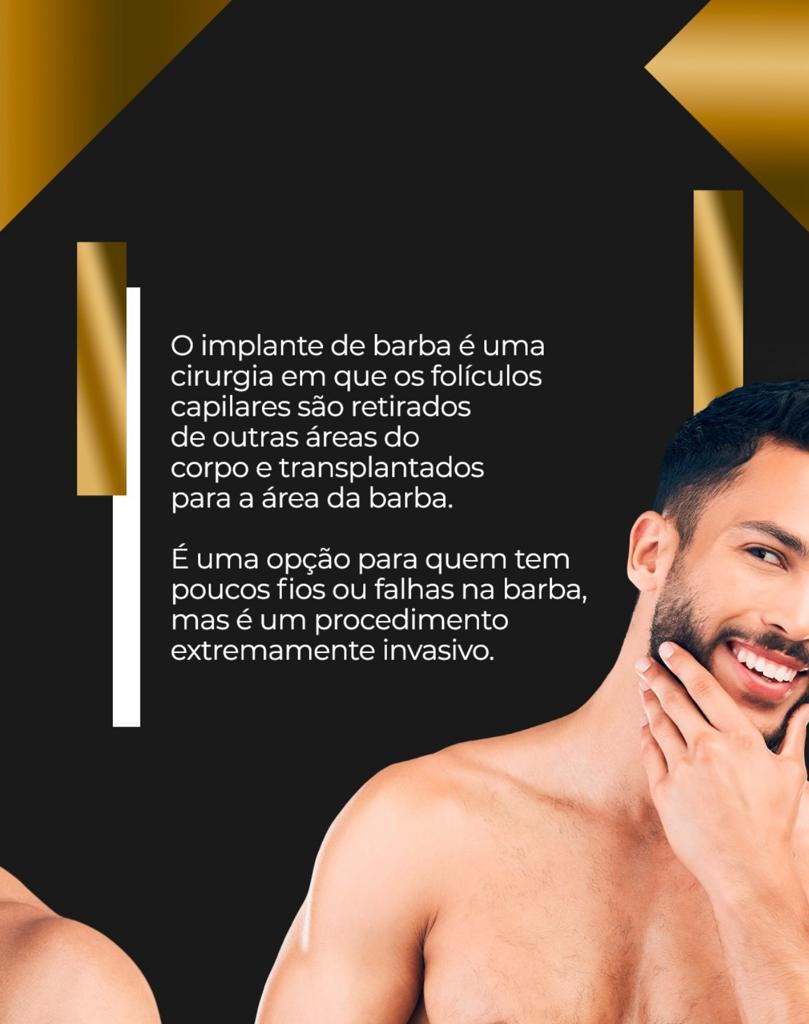 O implante de barba é uma
cirurgia em que os folículos
capilares são retirados
de outras áreas do
corpo e transplantados
para a área da barba.
É uma opção para quem tem
poucos fios ou falhas na barba,
mas é um procedimento
extremamente invasivo.